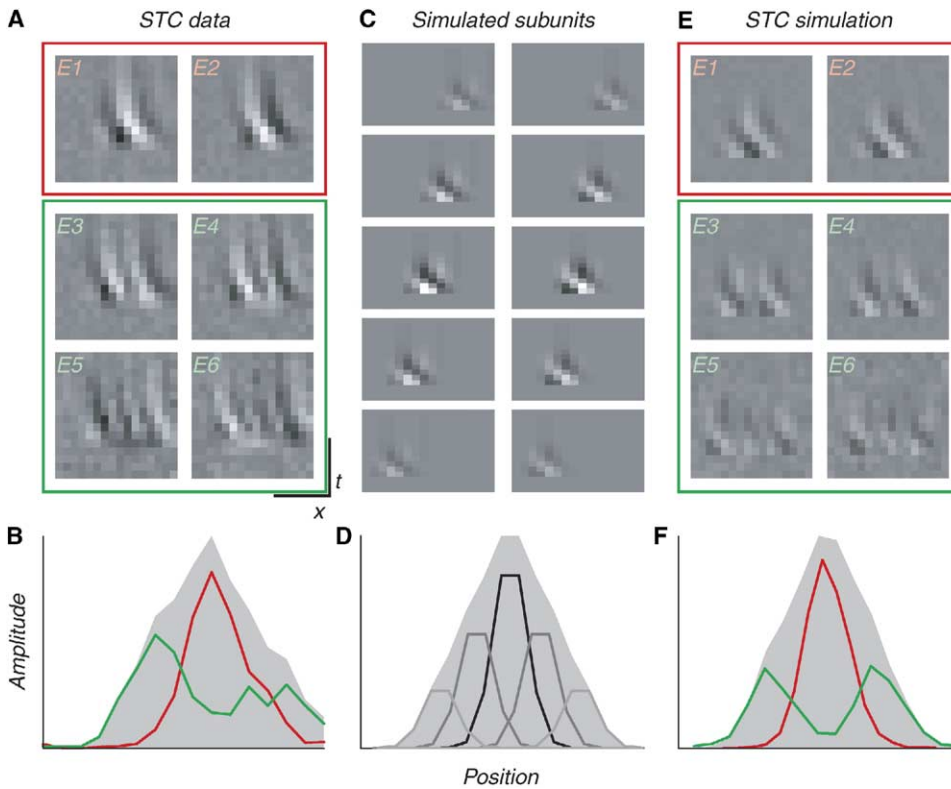 A
STC data
C
Simulated subunits
E
STC simulation
E1
E2
E1
E2
E3
E4
E3
E4
E5
E6
E5
E6
t
x
B
D
F
Amplitude
Position